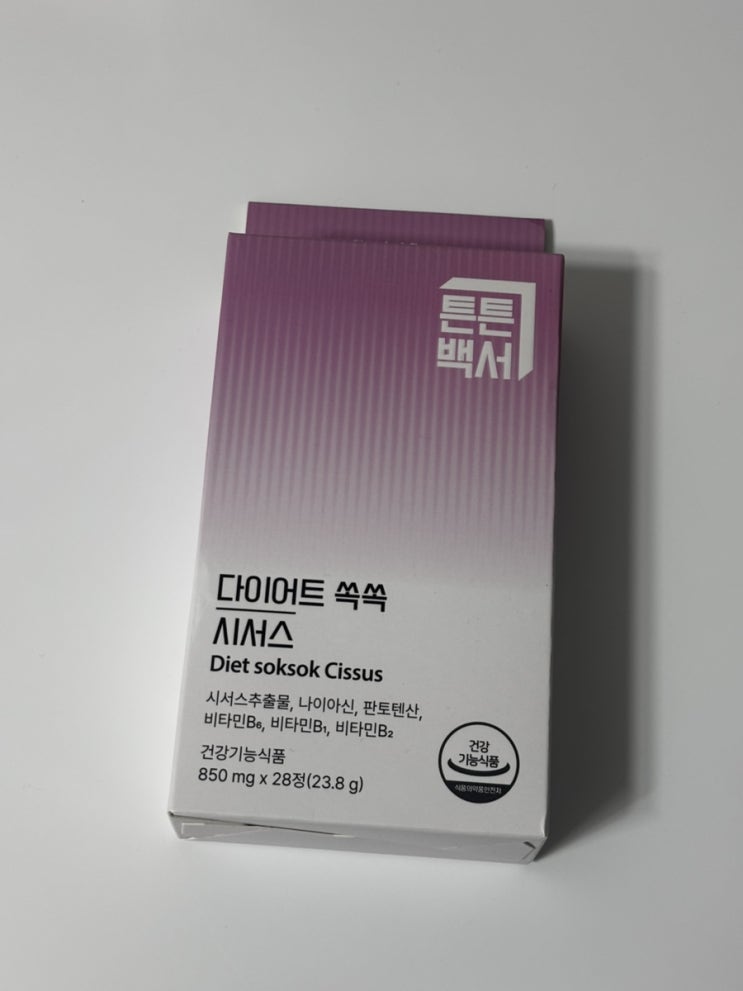 튼튼
백서
다이어트 쏙쏙
시서스
Diet soksok Cissus
시서스추출물, 나이아신, 판토텐산,
비타민B₆, 비타민B₁, 비타민B₂
건강기능식품
850 mg x 28정(23.8 g)
건강
기능식품
식품의약품안전처